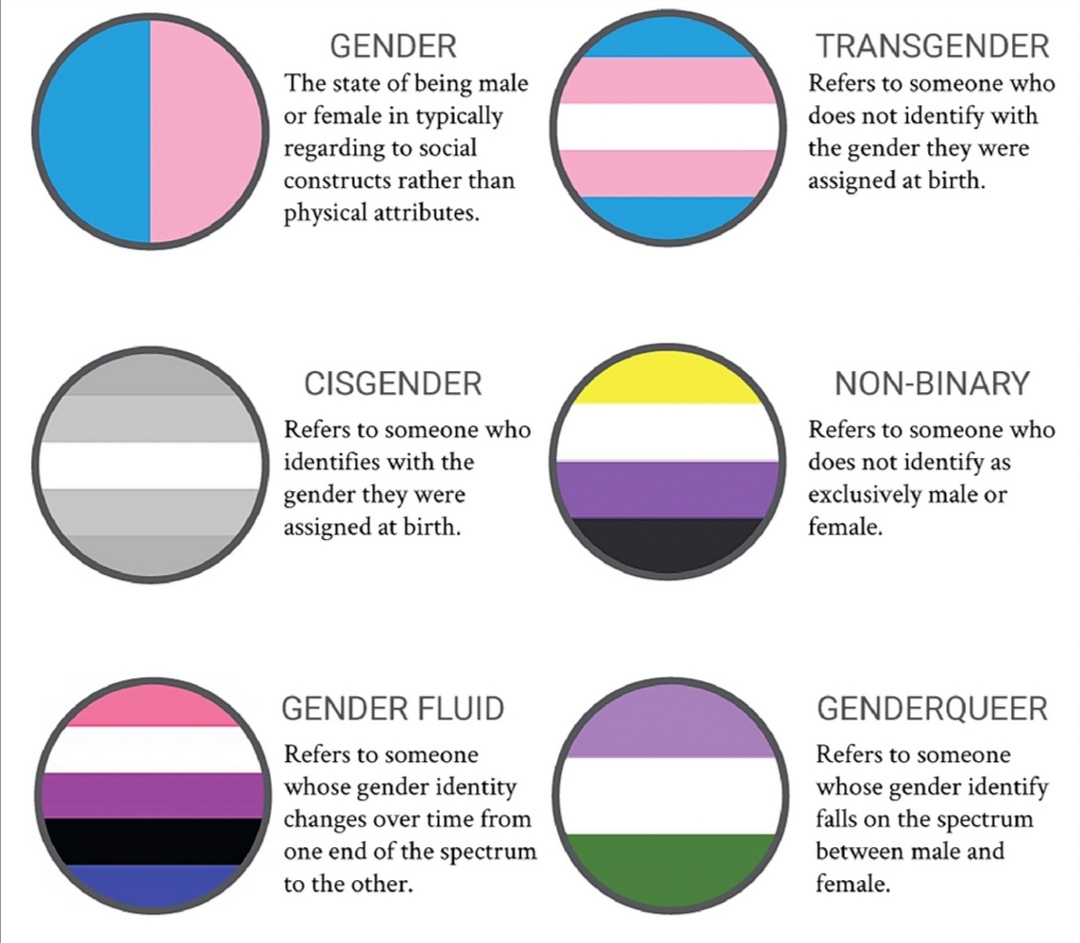 GENDER
The state of being male
or female in typically
regarding to social
constructs rather than
physical attributes.
TRANSGENDER
Refers to someone who
does not identify with
the gender they were
assigned at birth.
CISGENDER
Refers to someone who
identifies with the
gender they were
assigned at birth.
NON-BINARY
Refers to someone who
does not identify as
exclusively male or
female.
GENDER FLUID
Refers to someone
whose gender identity
changes over time from
one end of the spectrum
to the other.
GENDERQUEER
Refers to someone
whose gender identify
falls on the spectrum
between male and
female.